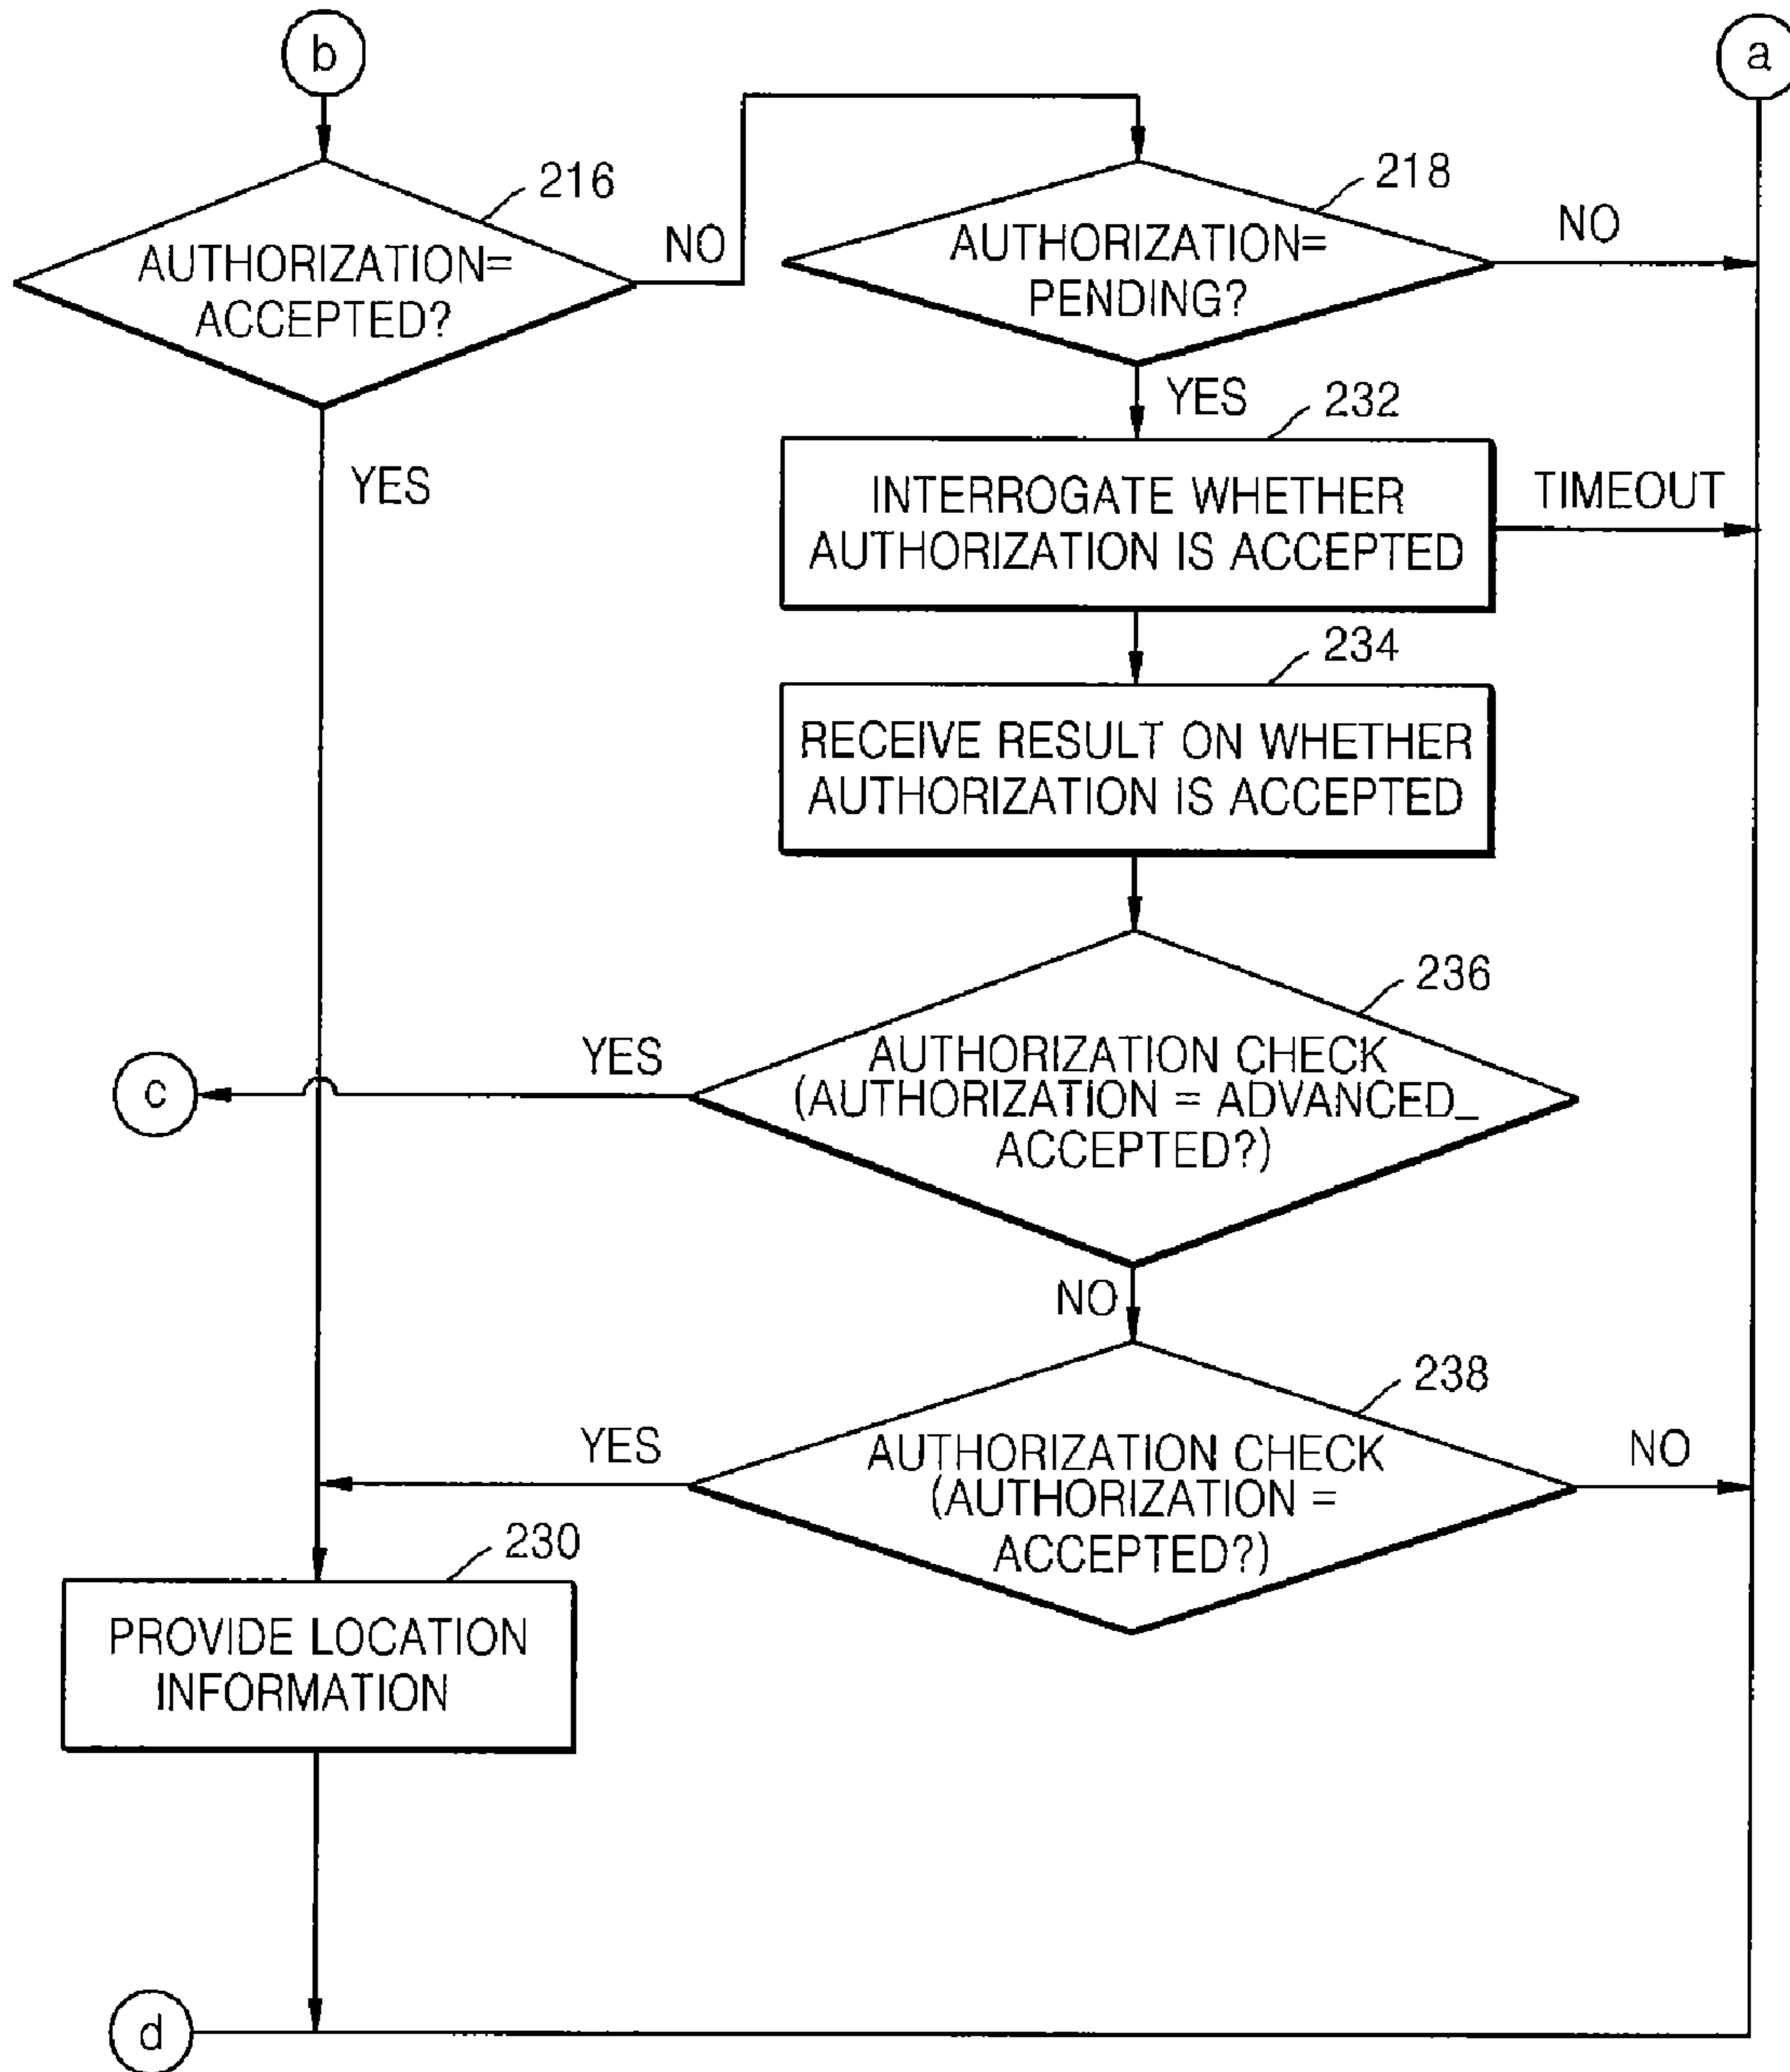 b
a
216
218
AUTHORIZATION=
ACCEPTED?
NO
AUTHORIZATION=
PENDING?
NO
YES
YES
232
INTERROGATE WHETHER
AUTHORIZATION IS ACCEPTED
TIMEOUT
234
RECEIVE RESULT ON WHETHER
AUTHORIZATION IS ACCEPTED
236
YES
AUTHORIZATION CHECK
(AUTHORIZATION = ADVANCED_
ACCEPTED?)
c
NO
238
YES
AUTHORIZATION CHECK
(AUTHORIZATION =
ACCEPTED?)
NO
230
PROVIDE LOCATION
INFORMATION
d